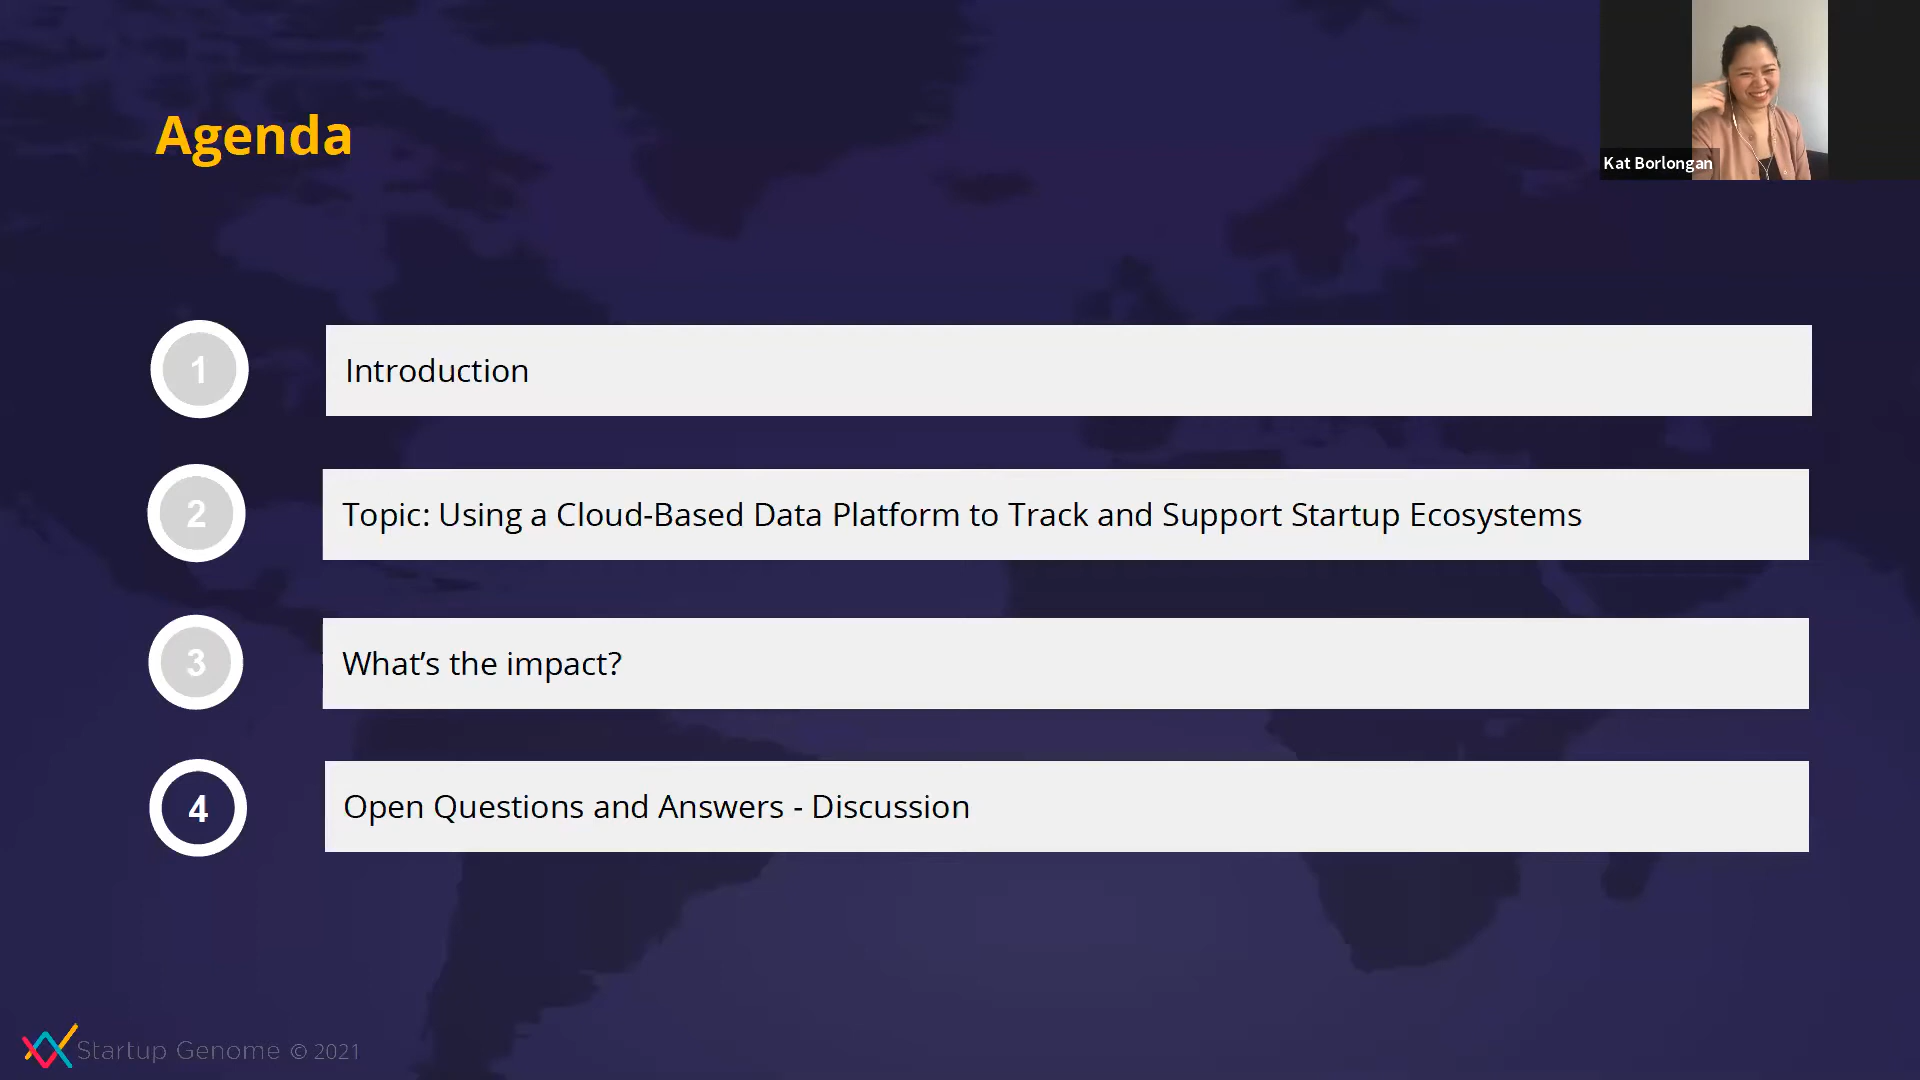 Agenda
Kat Borlongan
1
Introduction
2
Topic: Using a Cloud-Based Data Platform to Track and Support Startup Ecosystems
3
What’s the impact?
4
Open Questions and Answers - Discussion
Startup Genome © 2021